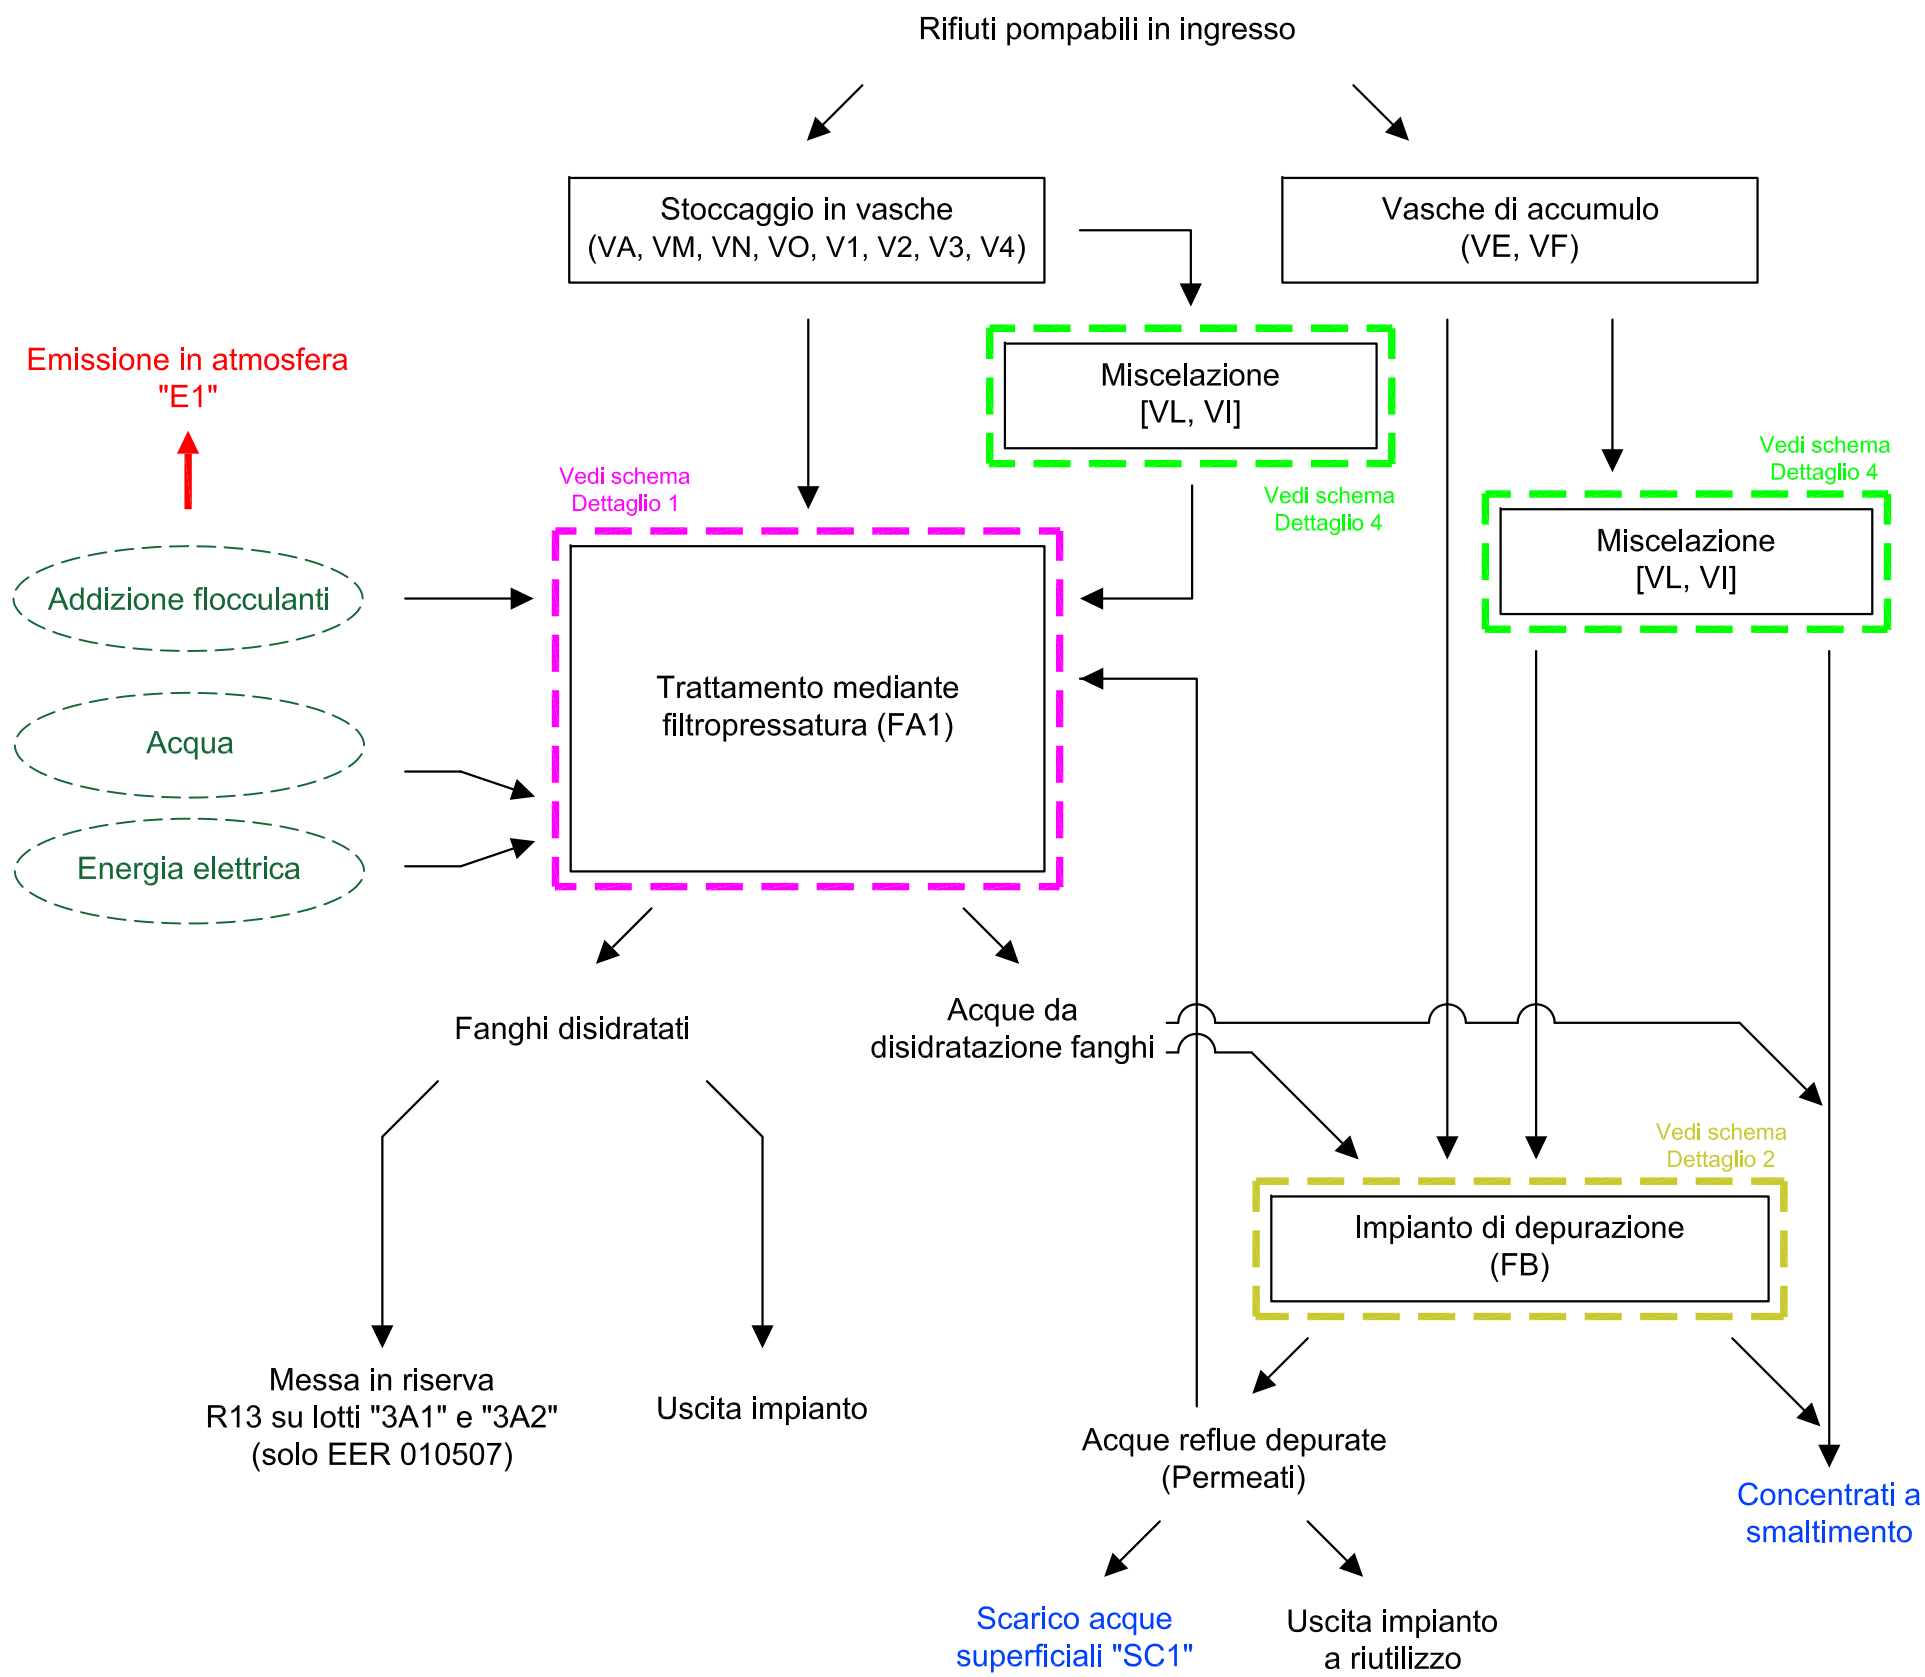 Rifiuti pompabili in ingresso
Stoccaggio in vasche
(VA, VM, VN, VO, V1, V2, V3, V4)
Vasche di accumulo
(VE, VF)
Emissione in atmosfera
"E1"
Miscelazione
[VL, VI]
Vedi schema
Dettaglio 4
Vedi schema
Dettaglio 1
Vedi schema
Dettaglio 4
Miscelazione
[VL, VI]
Addizione flocculanti
Trattamento mediante
filtropressatura (FA1)
Acqua
Energia elettrica
Fanghi disidratati
Acque da
disidratazione fanghi
Vedi schema
Dettaglio 2
Impianto di depurazione
(FB)
Messa in riserva
R13 su lotti "3A1" e "3A2"
(solo EER 010507)
Uscita impianto
Acque reflue depurate
(Permeati)
Concentrati a
smaltimento
Scarico acque
superficiali "SC1"
Uscita impianto
a riutilizzo